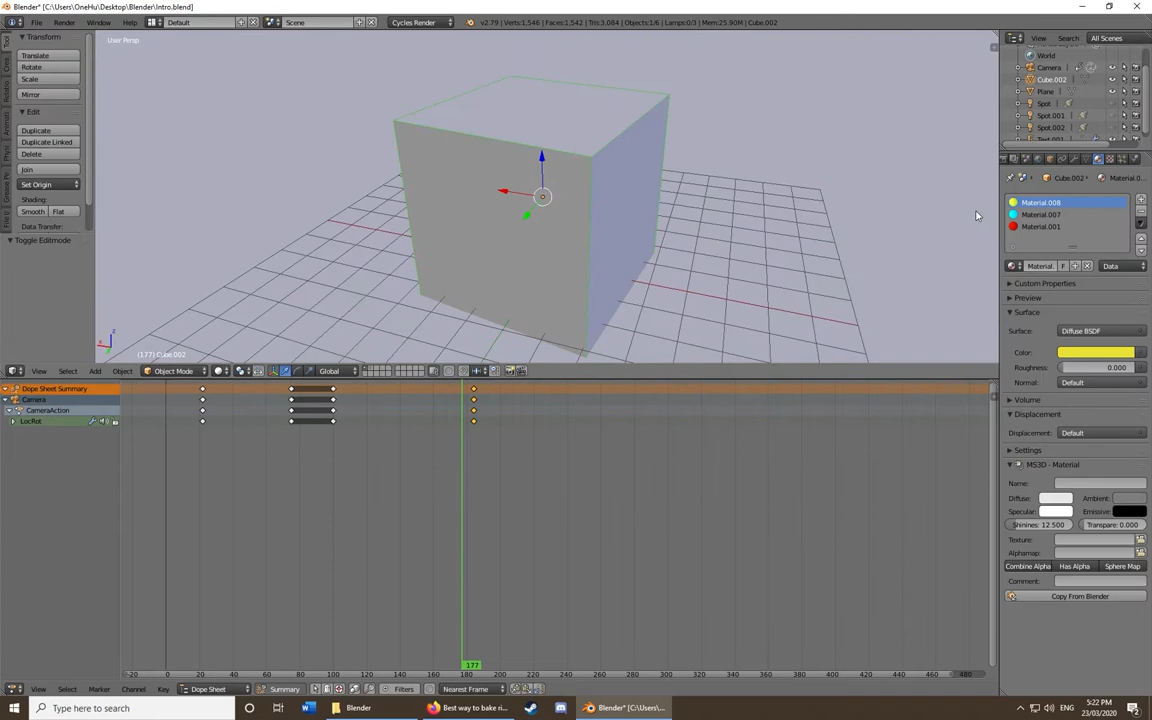 Blender* [C:\Users\OneHu\Desktop\Blender\Intro.blend]
File Render Window Help Default Scene Cycles Render v2.79 | Verts:1,546 | Faces:1,542 | Tris:3,084 | Objects:1/6 | Lamps:0/3 | Mem:25.90M | Cube.002
Transform
Translate
Rotate
Scale
Mirror
Edit
Duplicate
Duplicate Linked
Delete
Join
Set Origin
Shading:
Smooth Flat
Data Transfer:
Toggle Editmode
User Persp
(177) Cube.002
View Select Add Object Object Mode Global
View Search All Scenes
World
Camera
Cube.002
Plane
Spot
Spot.001
Spot.002
Text.001
Cube.002 Material.0...
Material.008
Material.007
Material.001
Material. F Data
Custom Properties
Preview
Surface
Surface: Diffuse BSDF
Color:
Roughness: 0.000
Normal: Default
Volume
Displacement
Displacement: Default
Settings
MS3D - Material
Name:
Diffuse: Ambient:
Specular: Emissive:
Shinines: 12.500 Transpare: 0.000
Texture:
Alphamap:
Combine Alpha Has Alpha Sphere Map
Comment:
Copy From Blender
Dope Sheet Summary
Camera
CameraAction
LocRot
177
-20 0 20 40 60 80 100 120 140 160 180 200 220 240 260 280 300 320 340 360 380 400 420 440 460 480
View Select Marker Channel Key Dope Sheet Summary Filters Nearest Frame
Type here to search Blender Best way to bake ri... Blender* [C:\Users\... ENG 5:22 PM 23/03/2020 2